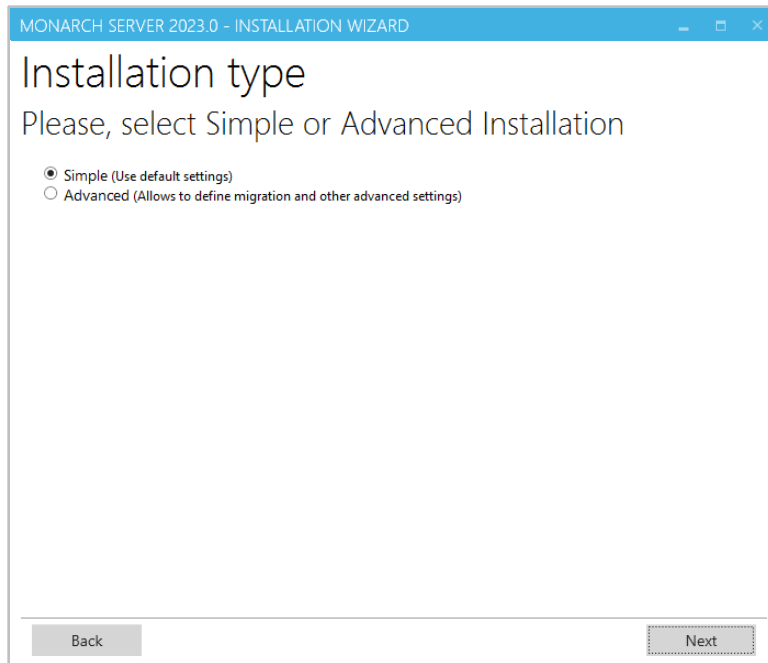 MONARCH SERVER 2023.0 - INSTALLATION WIZARD
Installation type
Please, select Simple or Advanced Installation
Simple (Use default settings)
Advanced (Allows to define migration and other advanced settings)
Back
Next